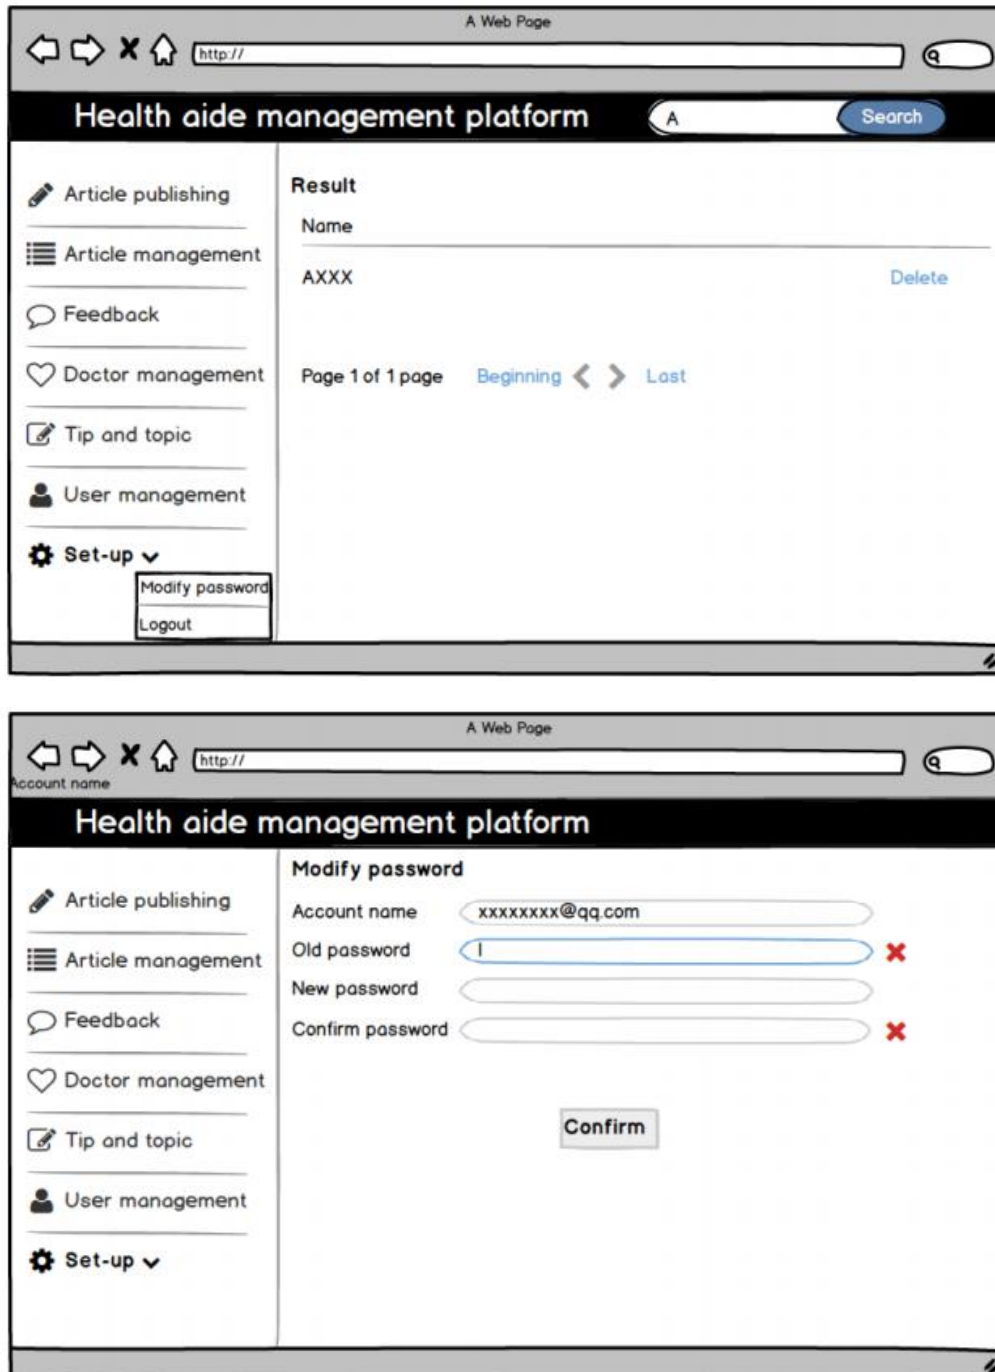 A Web Page
http://
Health aide management platform
A
Search
Article publishing
Article management
Feedback
Doctor management
Tip and topic
User management
Set-up
Modify password
Logout
Result
Name
AXXX
Delete
Page 1 of 1 page
Beginning
Last
A Web Page
http://
Account name
Health aide management platform
Article publishing
Article management
Feedback
Doctor management
Tip and topic
User management
Set-up
Modify password
Account name
xxxxxxxx@qq.com
Old password
New password
Confirm password
Confirm